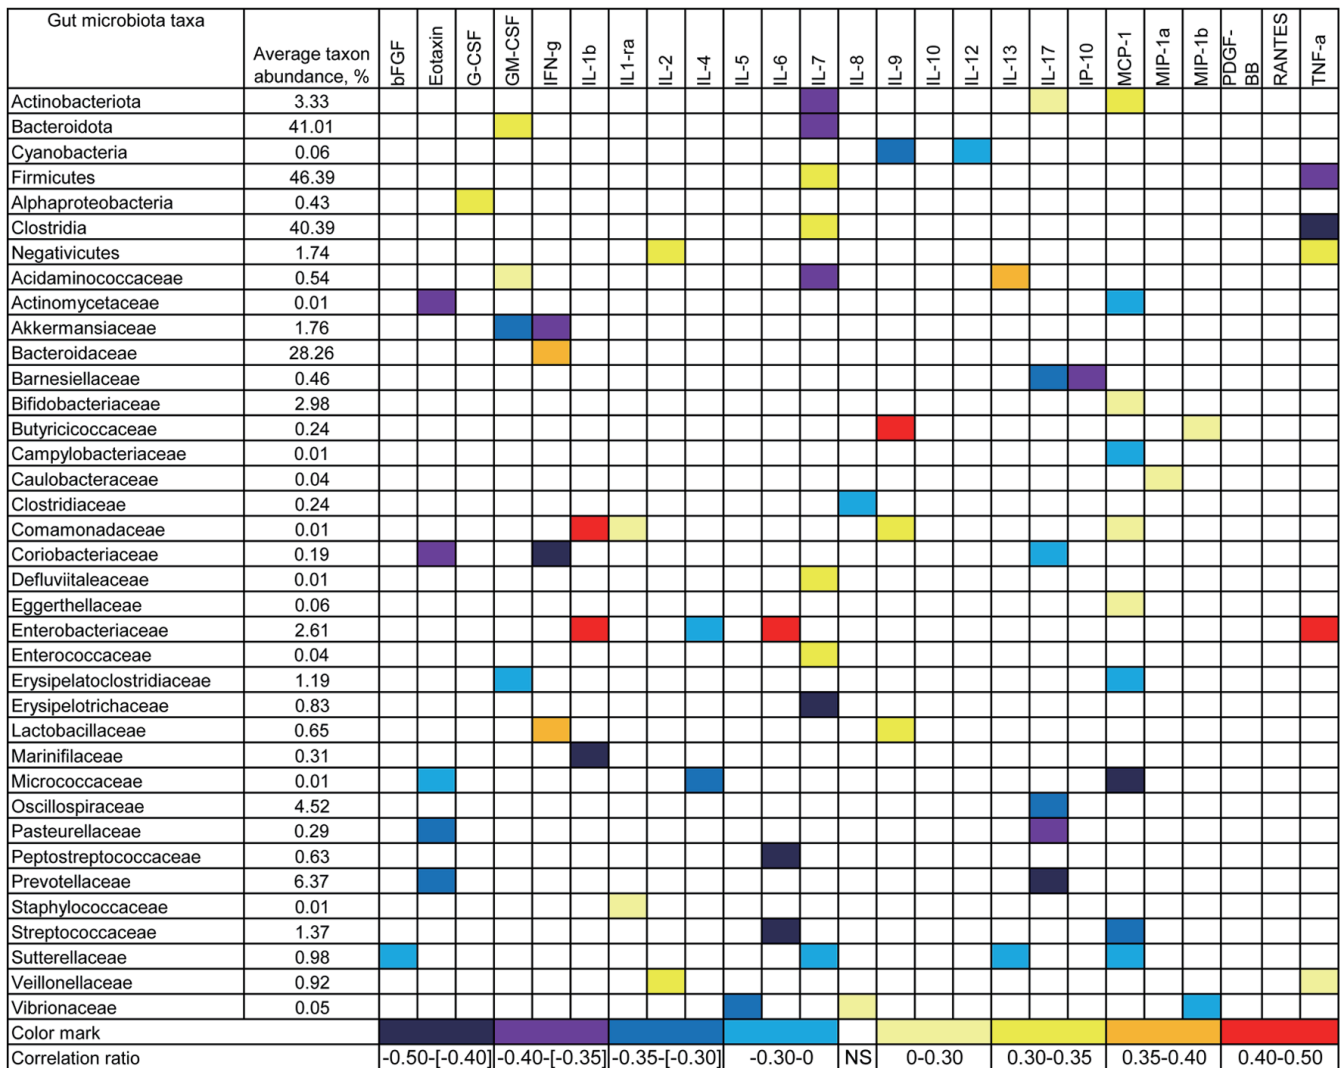 Gut microbiota taxa
Average taxon
abundance, %
bFGF
Eotaxin
G-CSF
GM-CSF
IFN-g
IL-1b
IL1-ra
IL-2
IL-4
IL-5
IL-6
IL-7
IL-8
IL-9
IL-10
IL-12
IL-13
IL-17
IP-10
MCP-1
MIP-1a
MIP-1b
PDGF-
BB
RANTES
TNF-a
Actinobacteriota 3.33
Bacteroidota 41.01
Cyanobacteria 0.06
Firmicutes 46.39
Alphaproteobacteria 0.43
Clostridia 40.39
Negativicutes 1.74
Acidaminococcaceae 0.54
Actinomycetaceae 0.01
Akkermansiaceae 1.76
Bacteroidaceae 28.26
Barnesiellaceae 0.46
Bifidobacteriaceae 2.98
Butyricicoccaceae 0.24
Campylobacteriaceae 0.01
Caulobacteraceae 0.04
Clostridiaceae 0.24
Comamonadaceae 0.01
Coriobacteriaceae 0.19
Defluviitaleaceae 0.01
Eggerthellaceae 0.06
Enterobacteriaceae 2.61
Enterococcaceae 0.04
Erysipelatoclostridiaceae 1.19
Erysipelotrichaceae 0.83
Lactobacillaceae 0.65
Marinifilaceae 0.31
Micrococcaceae 0.01
Oscillospiraceae 4.52
Pasteurellaceae 0.29
Peptostreptococcaceae 0.63
Prevotellaceae 6.37
Staphylococcaceae 0.01
Streptococcaceae 1.37
Sutterellaceae 0.98
Veillonellaceae 0.92
Vibrionaceae 0.05
Color mark
Correlation ratio -0.50-[-0.40] -0.40-[-0.35] -0.35-[-0.30] -0.30-0 NS 0-0.30 0.30-0.35 0.35-0.40 0.40-0.50